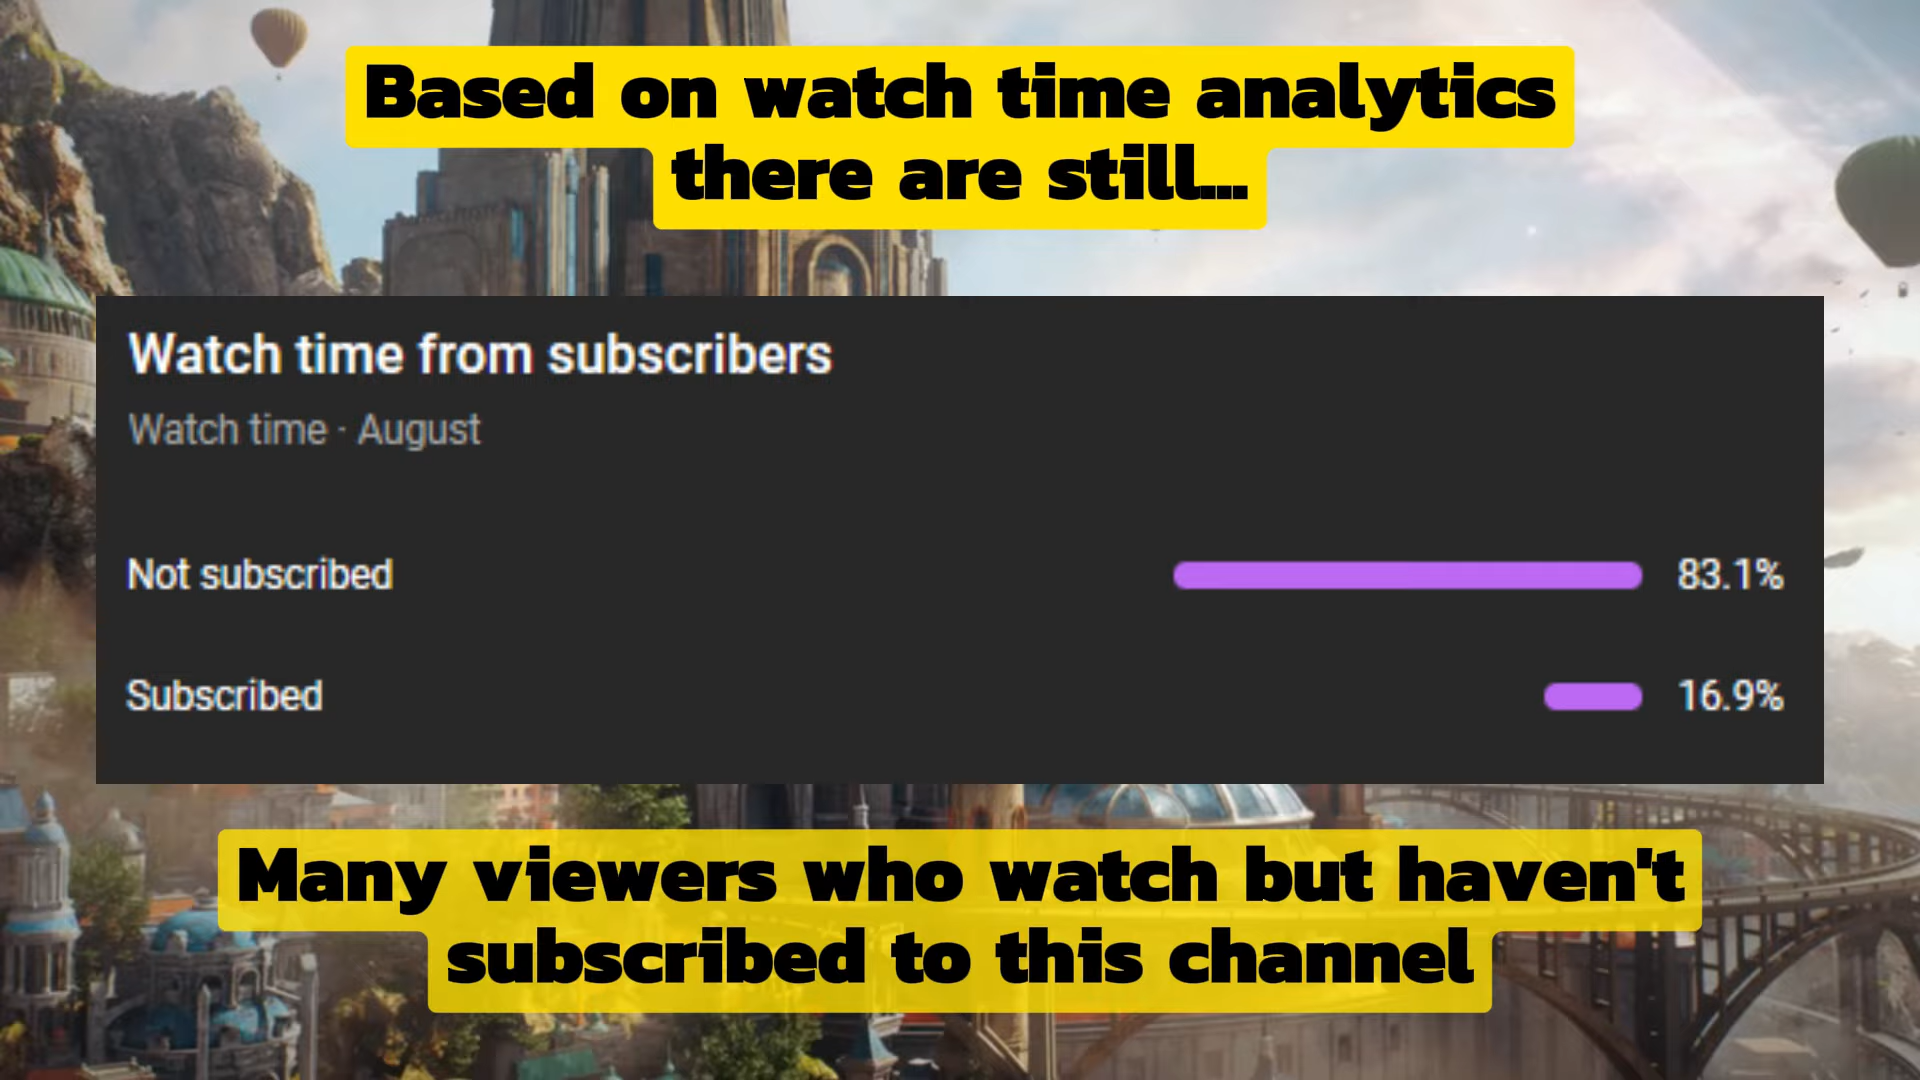 Based on watch time analytics
there are still...
Watch time from subscribers
Watch time · August
Not subscribed 83.1%
Subscribed 16.9%
Many viewers who watch but haven't
subscribed to this channel